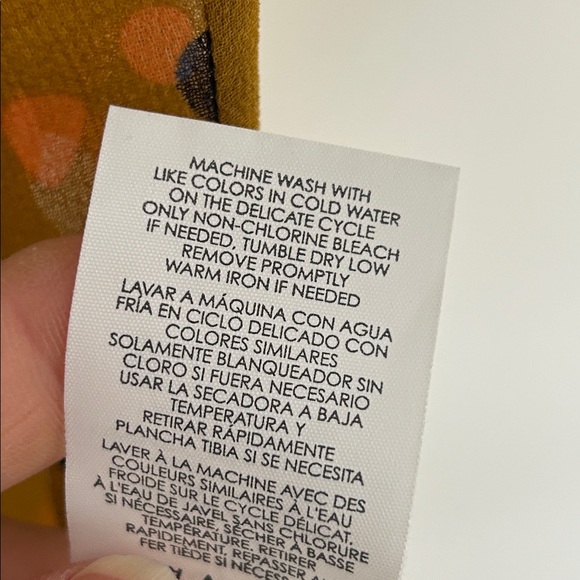 MACHINE WASH WITH
LIKE COLORS IN COLD WATER
ON THE DELICATE CYCLE
ONLY NON-CHLORINE BLEACH
IF NEEDED, TUMBLE DRY LOW
REMOVE PROMPTLY
WARM IRON IF NEEDED
LAVAR A MÁQUINA CON AGUA
FRÍA EN CICLO DELICADO CON
COLORES SIMILARES
SOLAMENTE BLANQUEADOR SIN
CLORO SI FUERA NECESARIO
USAR LA SECADORA A BAJA
TEMPERATURA Y
RETIRAR RÁPIDAMENTE
PLANCHA TIBIA SI SE NECESITA
LAVER À LA MACHINE AVEC DES
COULEURS SIMILAIRES À L'EAU
FROIDE SUR LE CYCLE DÉLICAT,
À L'EAU DE JAVEL SANS CHLORURE
SI NÉCESSAIRE, SÉCHER À BASSE
TEMPÉRATURE, RETIRER
RAPIDEMENT, REPASSER
FER TIÈDE SI NÉCESS